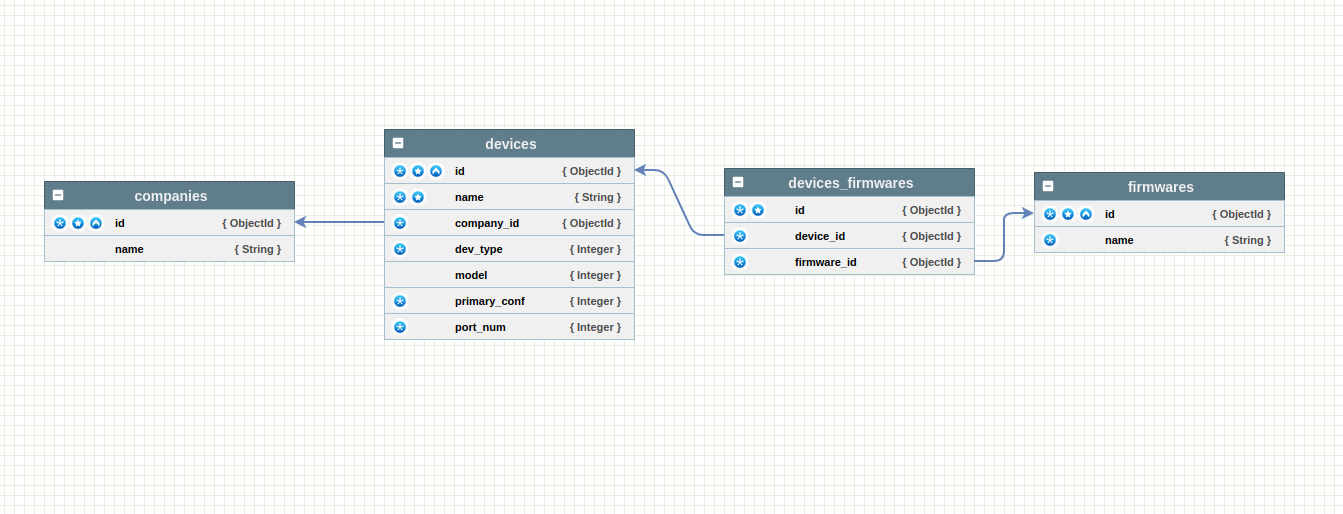 companies
id { ObjectId }
name { String }
devices
id { ObjectId }
name { String }
company_id { ObjectId }
dev_type { Integer }
model { Integer }
primary_conf { Integer }
port_num { Integer }
devices_firmwares
id { ObjectId }
device_id { ObjectId }
firmware_id { ObjectId }
firmwares
id { ObjectId }
name { String }